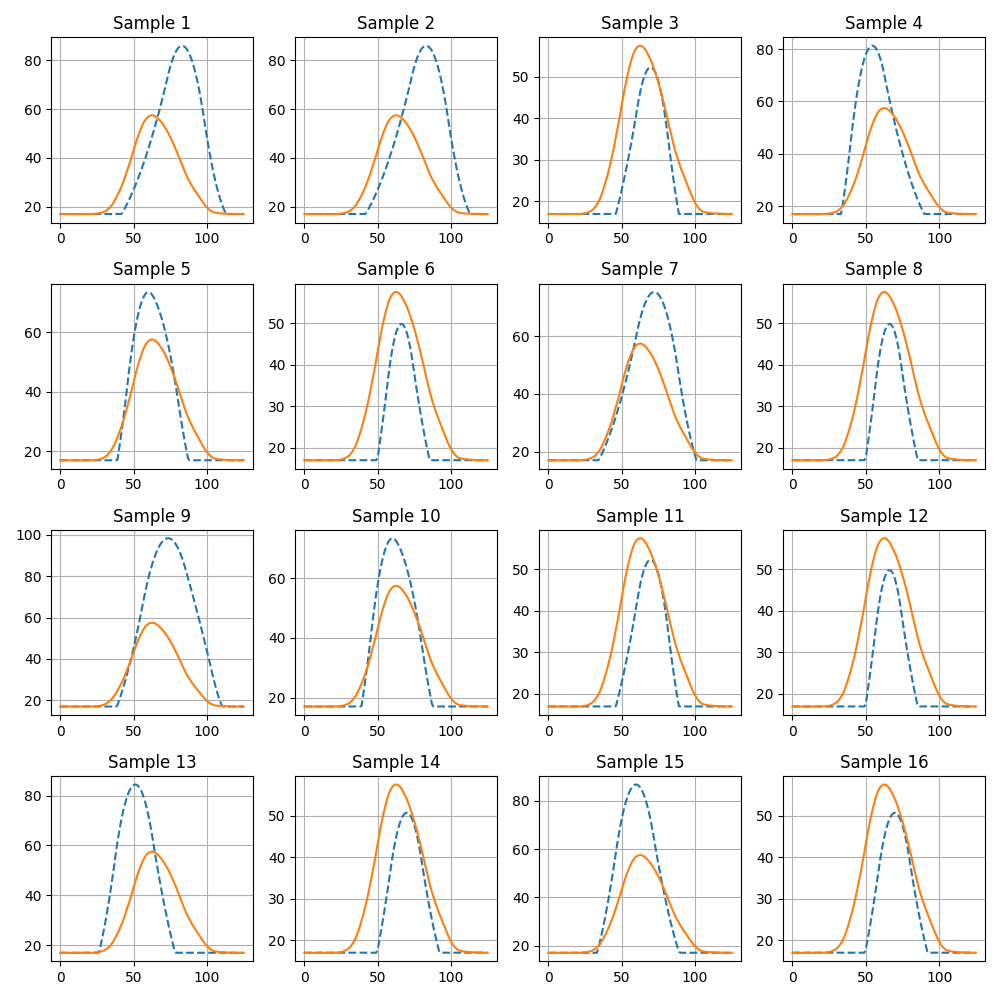 Sample 1 Sample 2 Sample 3 Sample 4
80 80 50 80
60 60 40 60
40 40 30 40
20 20 20 20
0 50 100 0 50 100 0 50 100 0 50 100
Sample 5 Sample 6 Sample 7 Sample 8
60 50 60 50
40 40 40 40
20 30 20 30
20 20
0 50 100 0 50 100 0 50 100 0 50 100
Sample 9 Sample 10 Sample 11 Sample 12
100 60 50 50
80 40 40 40
60 20 30 30
40 20 20
20
0 50 100 0 50 100 0 50 100 0 50 100
Sample 13 Sample 14 Sample 15 Sample 16
80 50 80 50
60 40 60 40
40 30 40 30
20 20 20 20
0 50 100 0 50 100 0 50 100 0 50 100